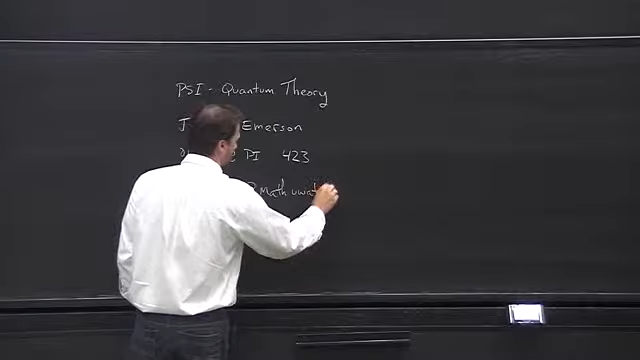 PSI - Quantum Theory
J Emerson
PI 423
math uwat